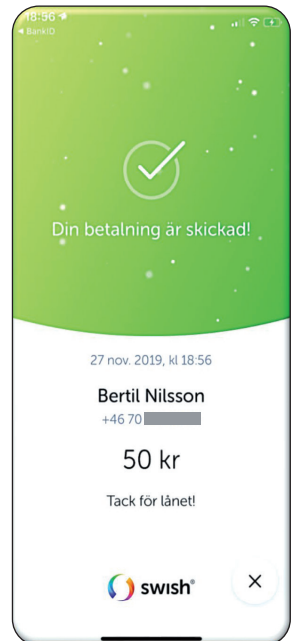 18:56
◀ BankID
Din betalning är skickad!
27 nov. 2019, kl 18:56
Bertil Nilsson
+46 70
50 kr
Tack för lånet!
swish®